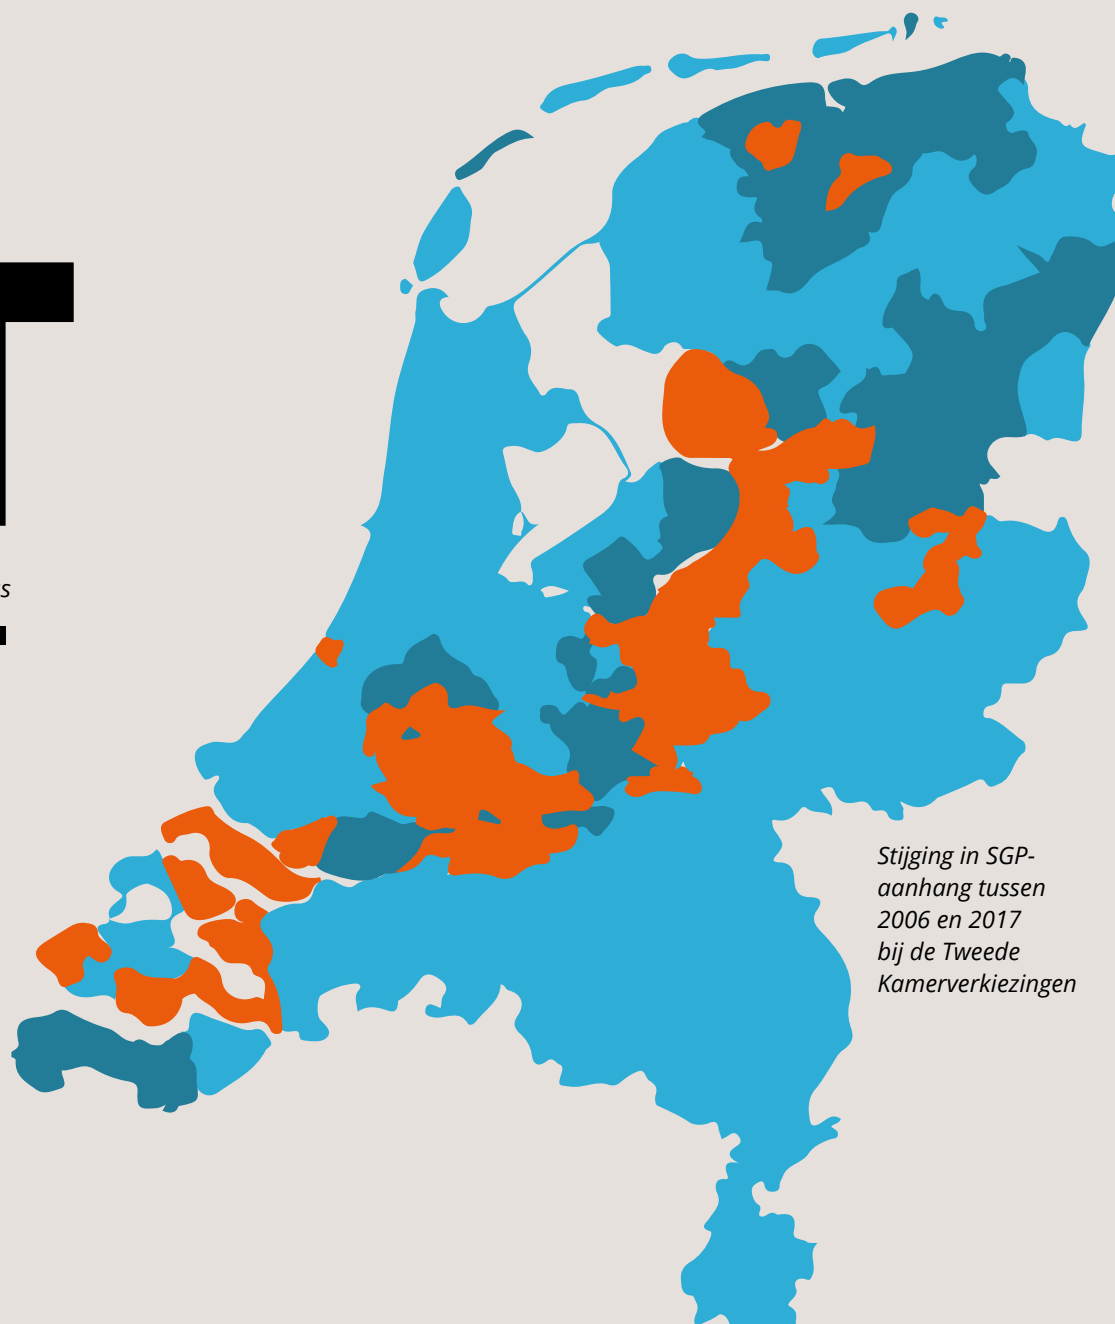 T
s
Stijging in SGP-
aanhang tussen
2006 en 2017
bij de Tweede
Kamerverkiezingen